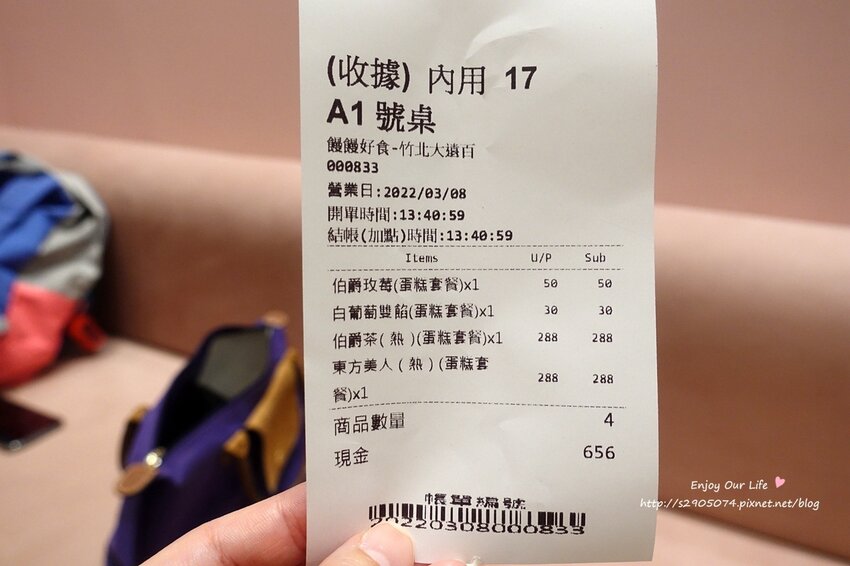 (收據) 內用 17
A1 號桌
饅饅好食-竹北大遠百
000833
營業日:2022/03/08
開單時間:13:40:59
結帳(加點)時間:13:40:59
Items U/P Sub
伯爵玫莓(蛋糕套餐)x1 50 50
白葡萄雙餡(蛋糕套餐)x1 30 30
伯爵茶(熱)(蛋糕套餐)x1 288 288
東方美人(熱)(蛋糕套
餐)x1 288 288
商品數量 4
現金 656
帳單編號
20220308000833
Enjoy Our Life
http://s2905074.pixnet.net/blog